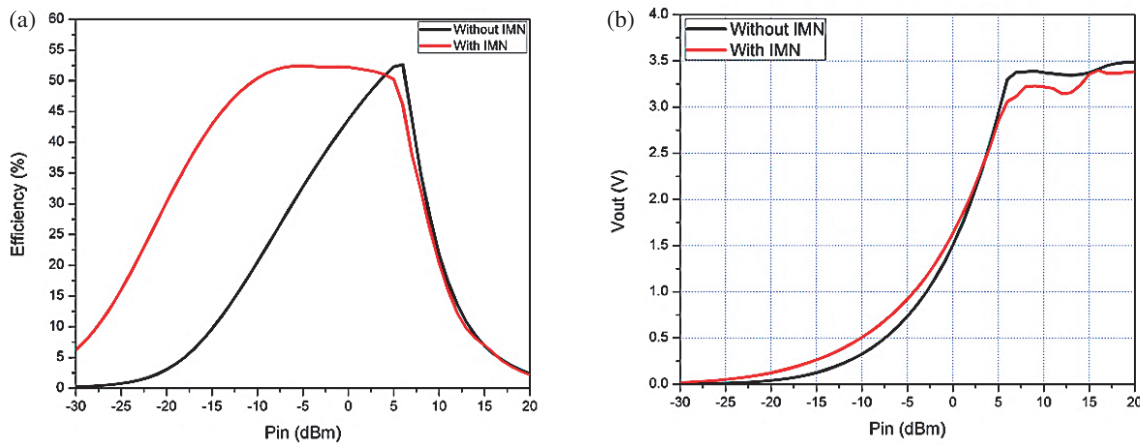 (a)
60
55
50
45
40
35
30
25
20
15
10
5
0
Efficiency (%)
Without IMN
With IMN
-30 -25 -20 -15 -10 -5 0 5 10 15 20
Pin (dBm)
(b)
4.0
3.5
3.0
2.5
2.0
1.5
1.0
0.5
0.0
Vout (V)
Without IMN
With IMN
-30 -25 -20 -15 -10 -5 0 5 10 15 20
Pin (dBm)